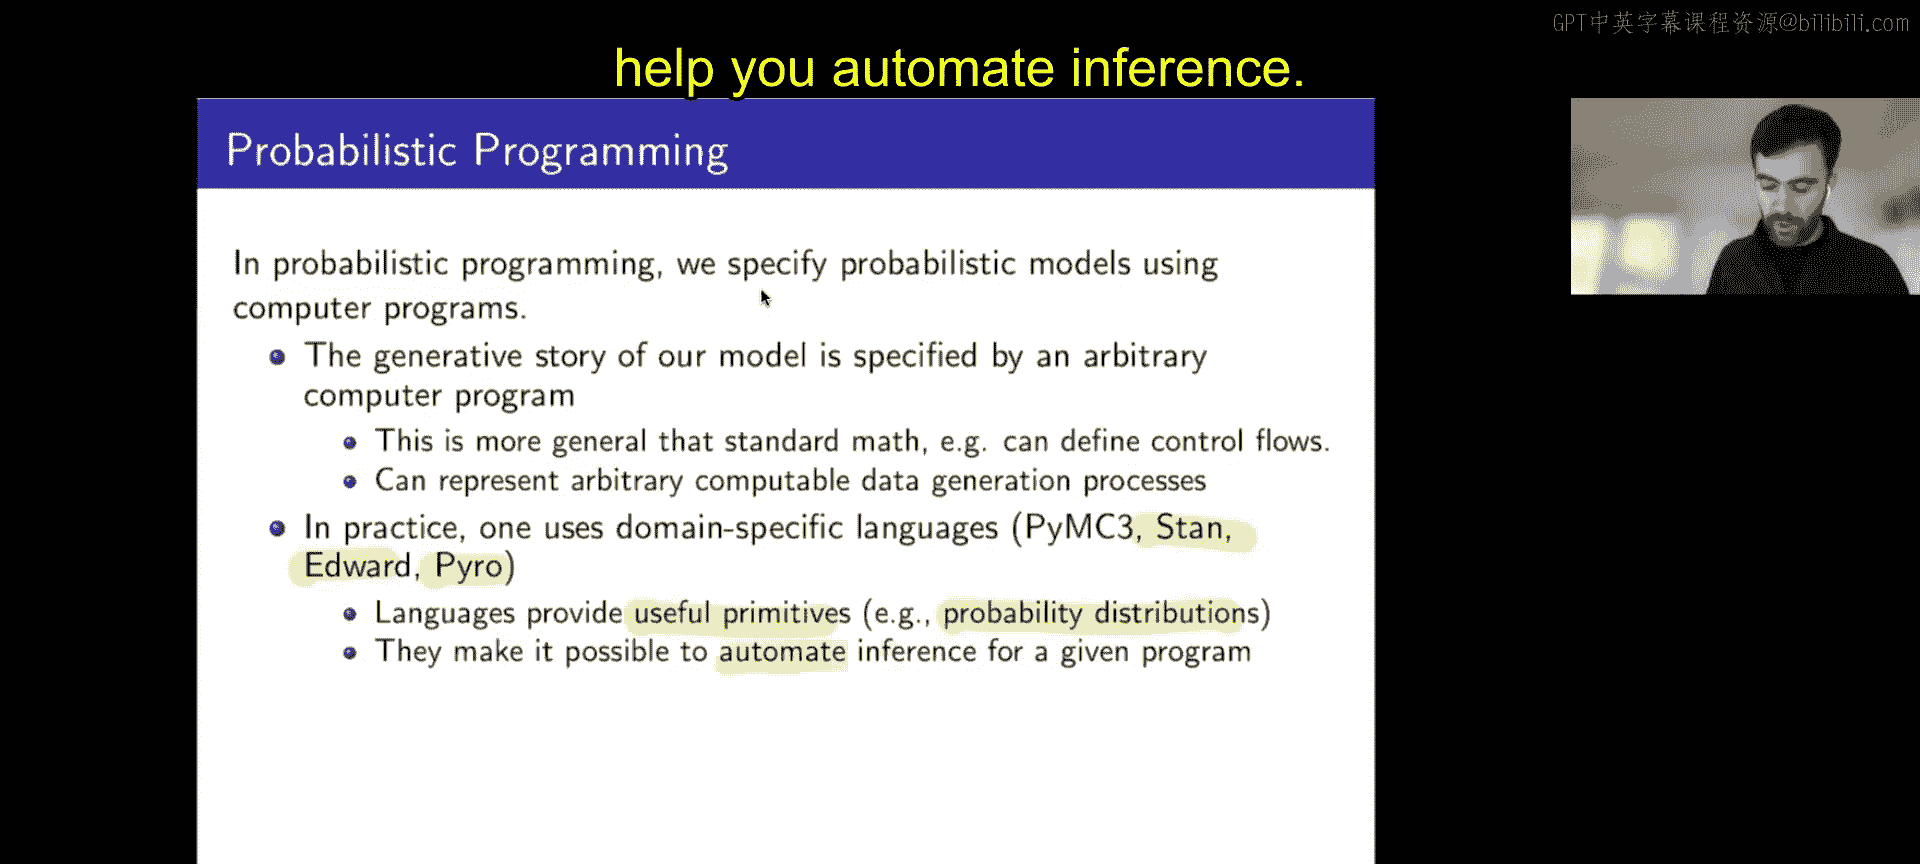 GPT中英字幕课程资源@bilibili.com
help you automate inference.
Probabilistic Programming
In probabilistic programming, we specify probabilistic models using
computer programs.
The generative story of our model is specified by an arbitrary
computer program
This is more general that standard math, e.g. can define control flows.
Can represent arbitrary computable data generation processes
In practice, one uses domain-specific languages (PyMC3, Stan,
Edward, Pyro)
Languages provide useful primitives (e.g., probability distributions)
They make it possible to automate inference for a given program